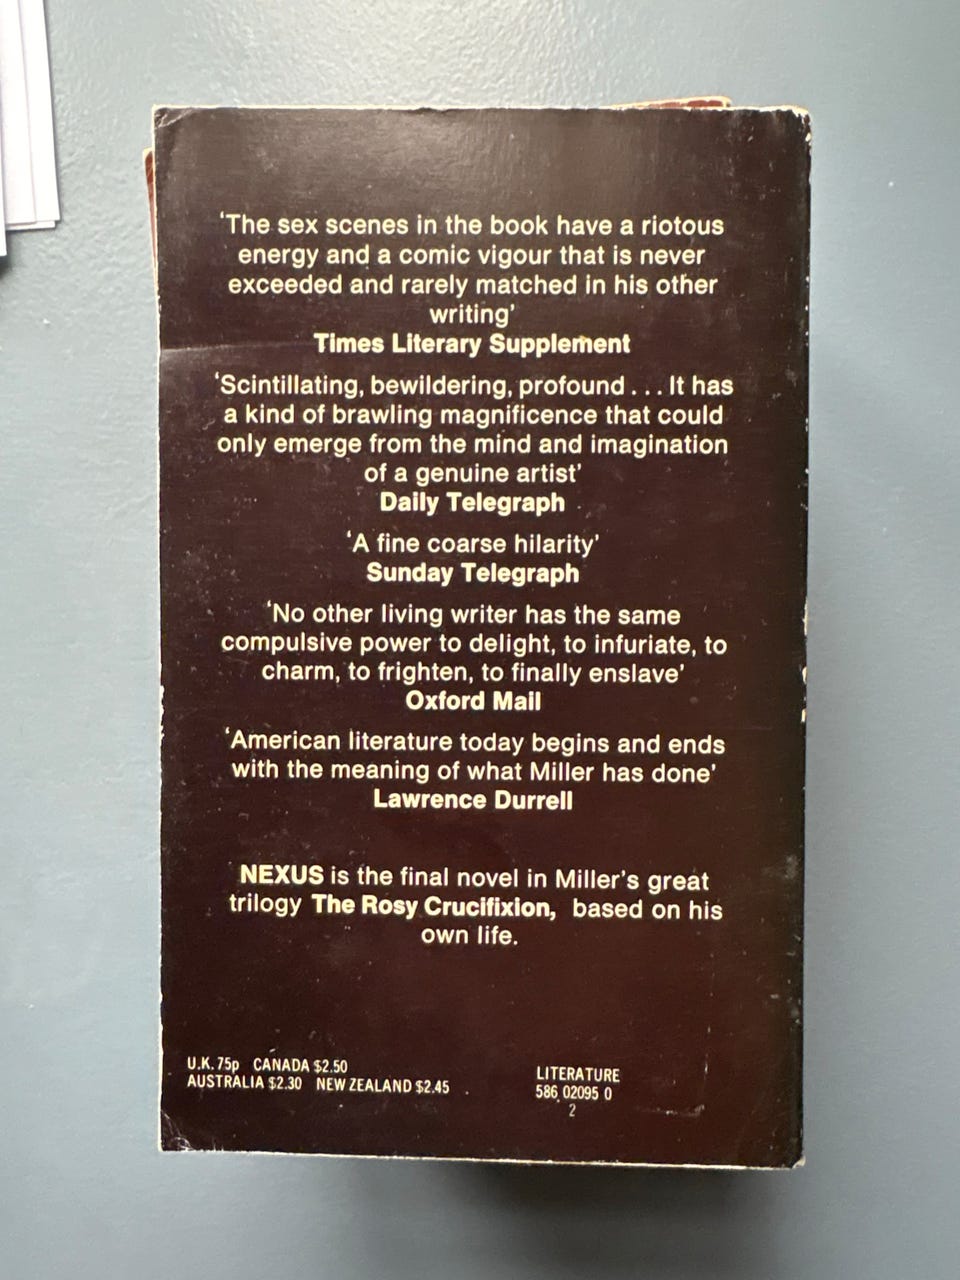 ‘The sex scenes in the book have a riotous
energy and a comic vigour that is never
exceeded and rarely matched in his other
writing’
Times Literary Supplement
‘Scintillating, bewildering, profound . . . It has
a kind of brawling magnificence that could
only emerge from the mind and imagination
of a genuine artist’
Daily Telegraph
‘A fine coarse hilarity’
Sunday Telegraph
‘No other living writer has the same
compulsive power to delight, to infuriate, to
charm, to frighten, to finally enslave’
Oxford Mail
‘American literature today begins and ends
with the meaning of what Miller has done’
Lawrence Durrell
NEXUS is the final novel in Miller’s great
trilogy The Rosy Crucifixion, based on his
own life.
U.K. 75p CANADA $2.50
AUSTRALIA $2.30 NEW ZEALAND $2.45
LITERATURE
586 02095 0
2